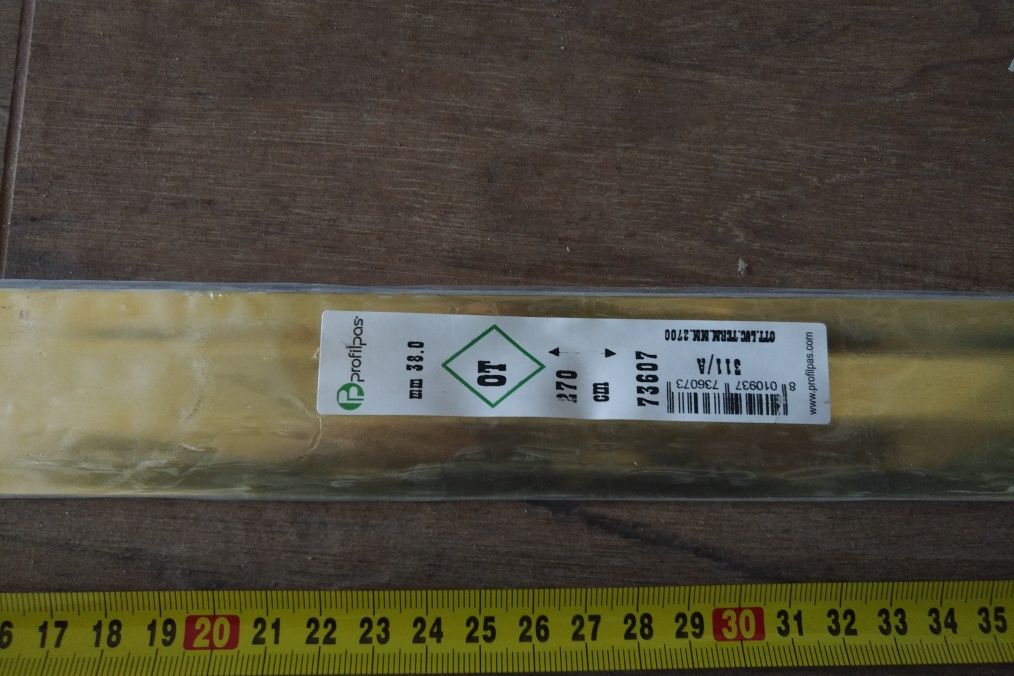 profilpas
mm 38.0
OT
270
cm
73607
OTT.LUC.TERM.MM.2700
311/A
8 010937 736073
www.profilpas.com
17 18 19 20 21 22 23 24 25 26 27 28 29 30 31 32 33 34 35